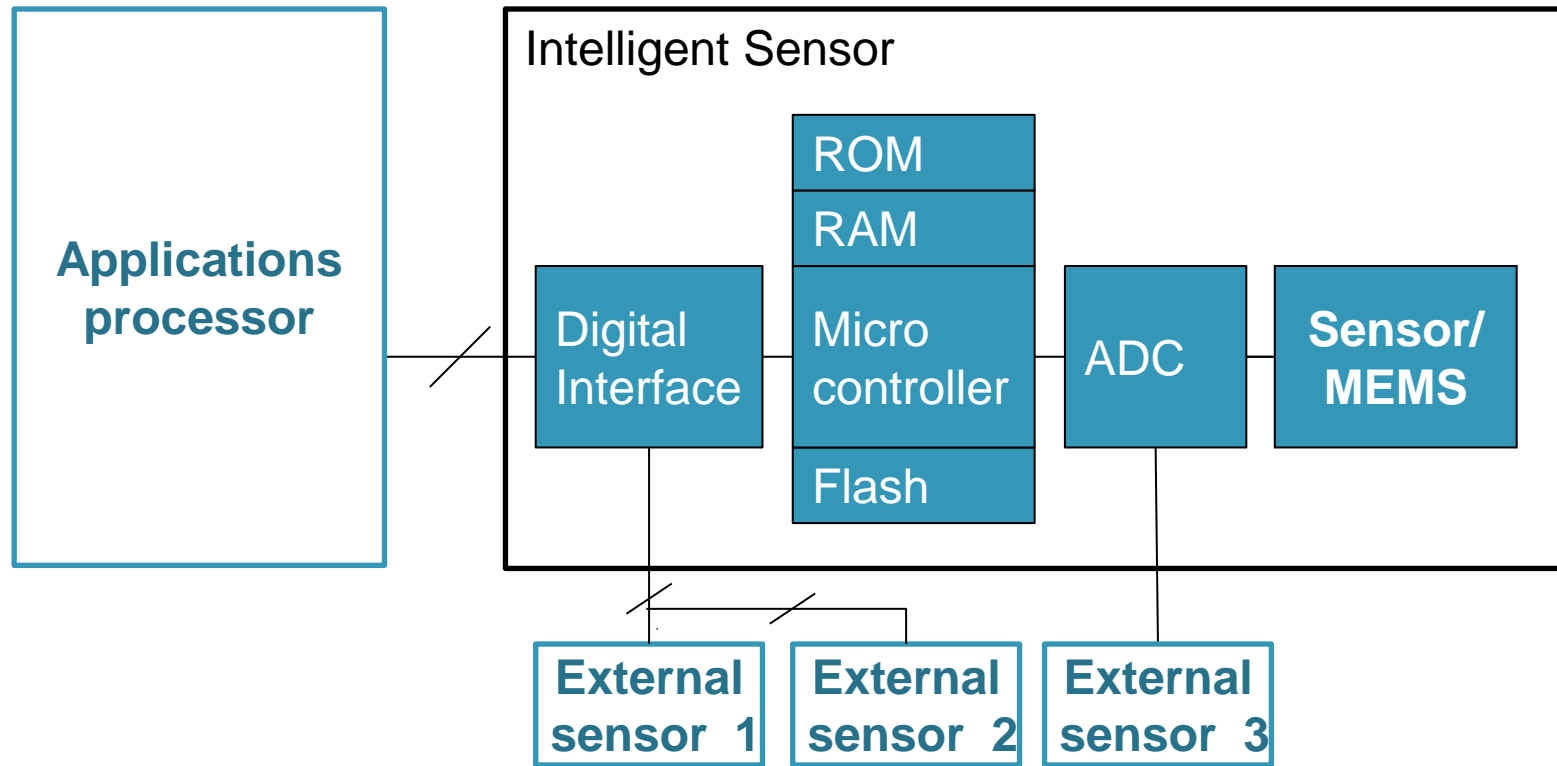 Intelligent Sensor
Applications
processor
ROM
RAM
Digital
Interface
Micro
controller
ADC
Sensor/
MEMS
Flash
External
sensor 1
External
sensor 2
External
sensor 3